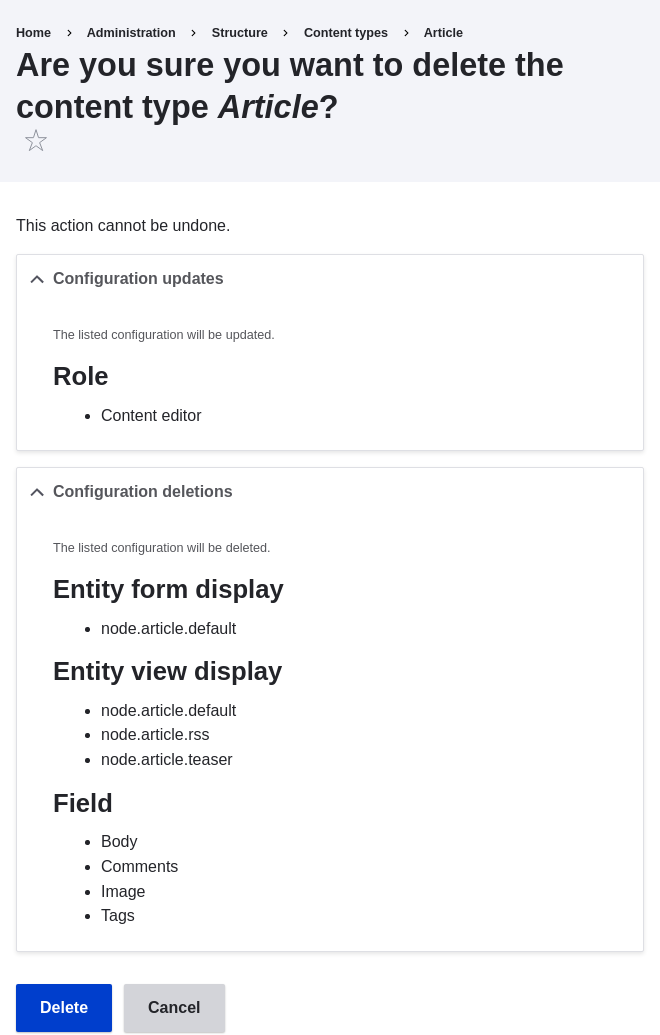 Home > Administration > Structure > Content types > Article
Are you sure you want to delete the
content type Article?
This action cannot be undone.
Configuration updates
The listed configuration will be updated.
Role
• Content editor
Configuration deletions
The listed configuration will be deleted.
Entity form display
• node.article.default
Entity view display
• node.article.default
• node.article.rss
• node.article.teaser
Field
• Body
• Comments
• Image
• Tags
Delete Cancel